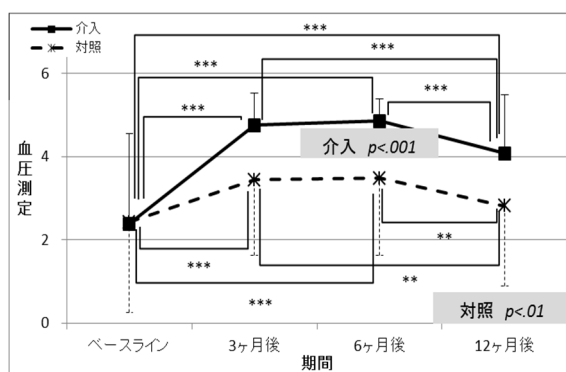 介入
対照
***
***
***
***
***
6
4
2
0
血圧測定
介入 p<.001
**
***
**
***
対照 p<.01
ベースライン
3ヶ月後
6ヶ月後
12ヶ月後
期間